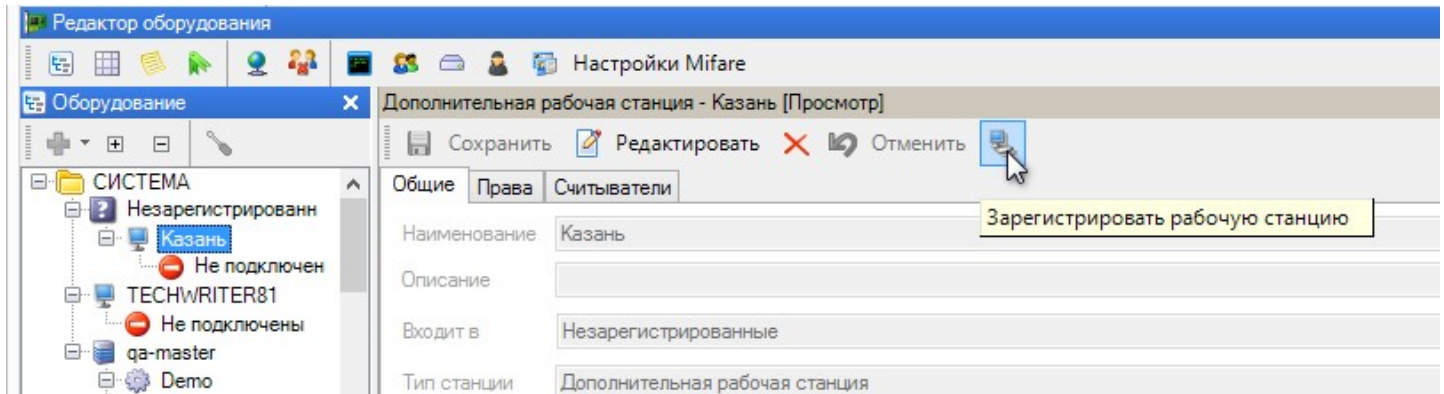 Редактор оборудования
Настройки Mifare
Оборудование
Дополнительная рабочая станция - Казань [Просмотр]
Сохранить Редактировать Отменить
СИСТЕМА
Незарегистрированн
Казань
Не подключен
TECHWRITER81
Не подключены
qa-master
Demo
Общие Права Считыватели
Зарегистрировать рабочую станцию
Наименование Казань
Описание
Входит в Незарегистрированные
Тип станции Дополнительная рабочая станция